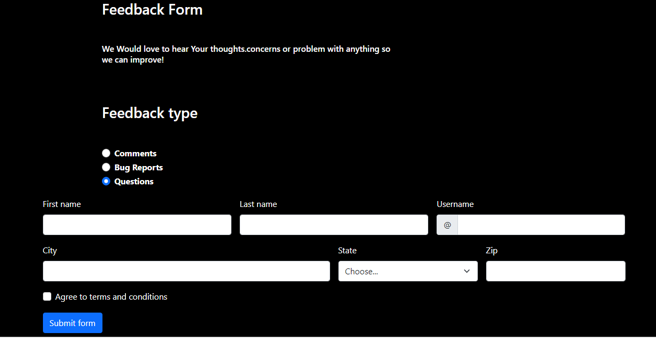 Feedback Form
We Would love to hear Your thoughts.concerns or problem with anything so
we can improve!
Feedback type
Comments
Bug Reports
Questions
First name Last name Username
@
City State Zip
Choose...
Agree to terms and conditions
Submit form